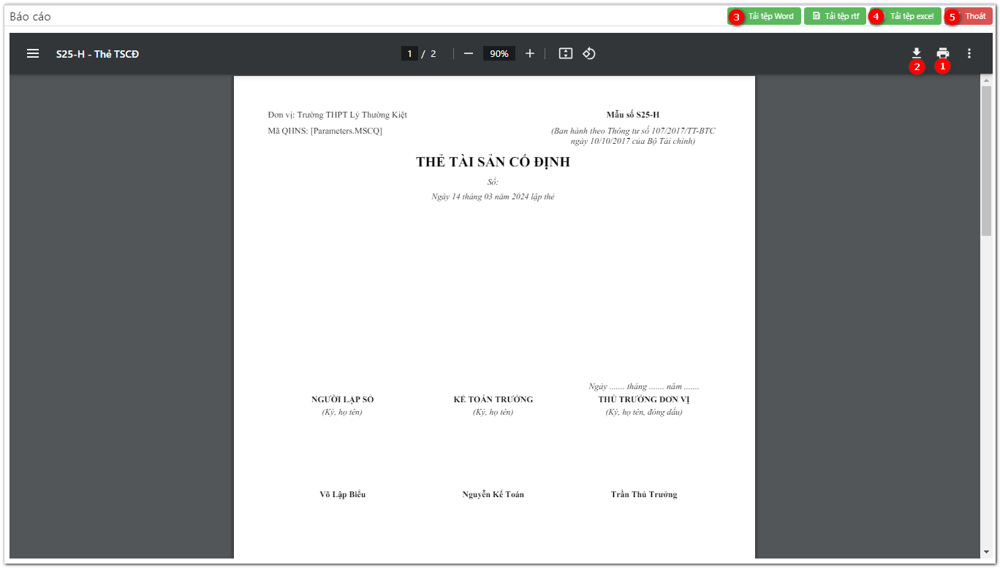 Báo cáo
3 Tải tệp Word
Tải tệp rtf
4 Tải tệp excel
5 Thoát
S25-H - Thẻ TSCĐ
1 / 2
90%
2
1
Đơn vị: Trường THPT Lý Thường Kiệt
Mẫu số S25-H
Mã QHNS: [Parameters.MSCQ]
(Ban hành theo Thông tư số 107/2017/TT-BTC
ngày 10/10/2017 của Bộ Tài chính)
THẺ TÀI SẢN CỐ ĐỊNH
Số:
Ngày 14 tháng 03 năm 2024 lập thẻ
Ngày ....... tháng ....... năm .......
NGƯỜI LẬP SỔ
KẾ TOÁN TRƯỞNG
THỦ TRƯỞNG ĐƠN VỊ
(Ký, họ tên)
(Ký, họ tên)
(Ký, họ tên, đóng dấu)
Võ Lập Biểu
Nguyễn Kế Toán
Trần Thủ Trưởng